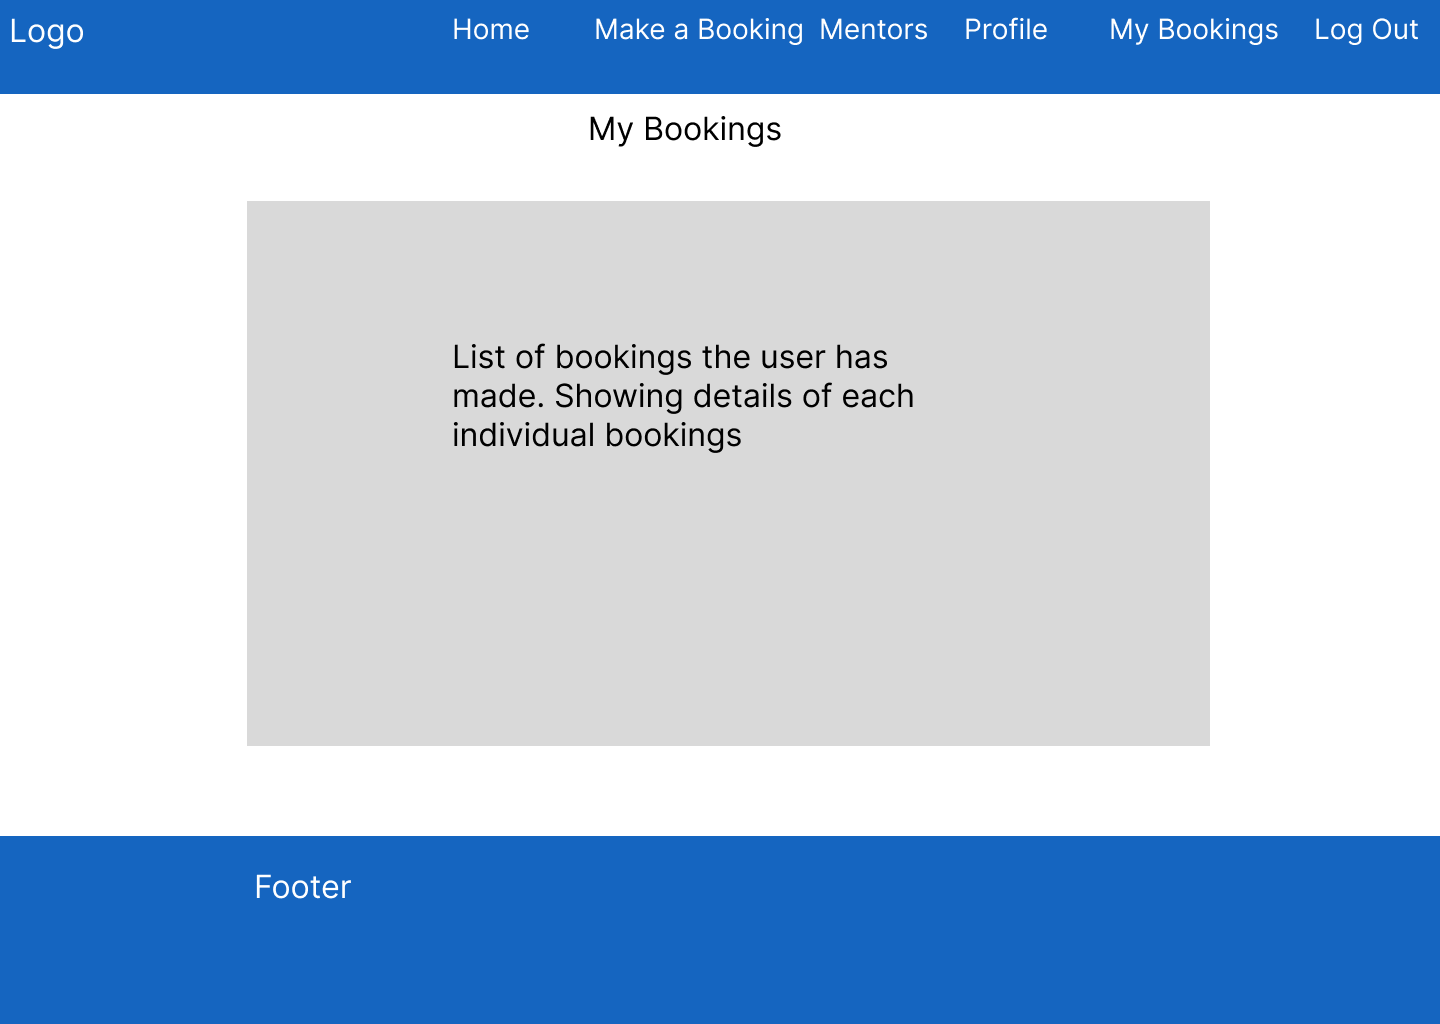 Logo Home Make a Booking Mentors Profile My Bookings Log Out
My Bookings
List of bookings the user has
made. Showing details of each
individual bookings
Footer